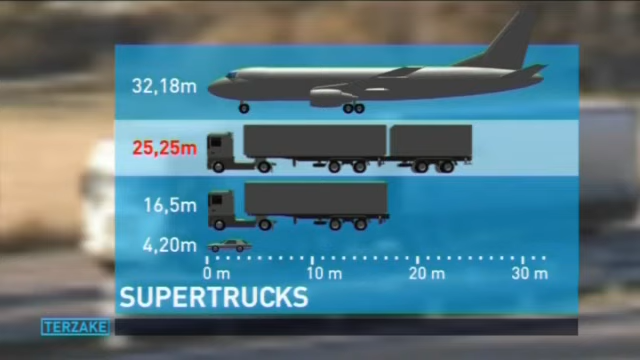 32,18m
25,25m
16,5m
4,20m
0 m 10 m 20 m 30 m
SUPERTRUCKS
TERZAKE